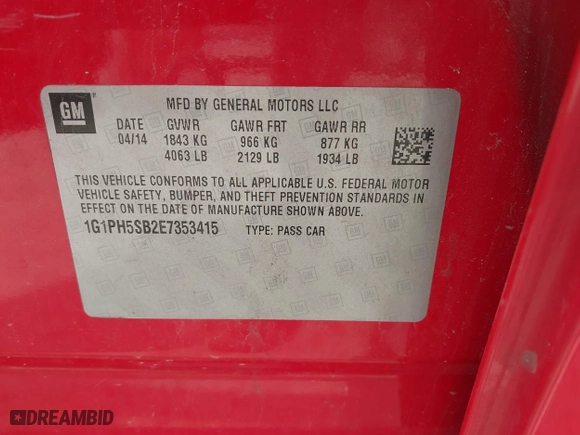 GM
MFD BY GENERAL MOTORS LLC
DATE GVWR GAWR FRT GAWR RR
04/14 1843 KG 966 KG 877 KG
4063 LB 2129 LB 1934 LB
THIS VEHICLE CONFORMS TO ALL APPLICABLE U.S. FEDERAL MOTOR
VEHICLE SAFETY, BUMPER, AND THEFT PREVENTION STANDARDS IN
EFFECT ON THE DATE OF MANUFACTURE SHOWN ABOVE.
1G1PH5SB2E7353415 TYPE: PASS CAR
DREAMBID